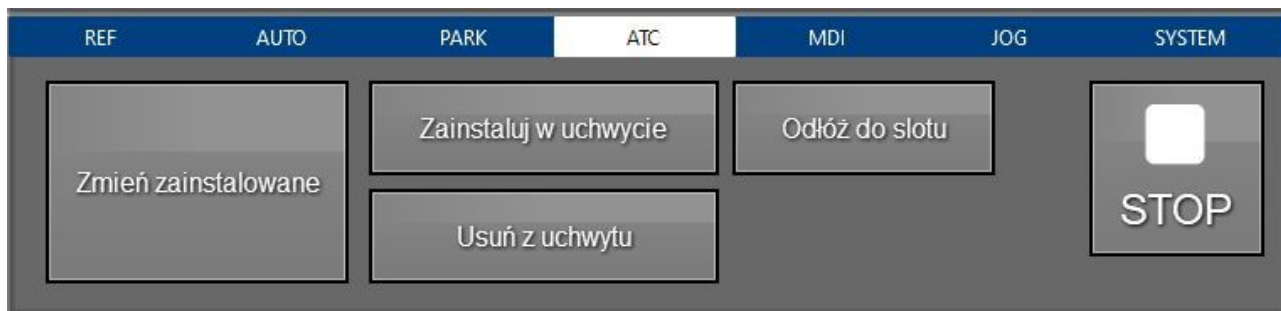 REF AUTO PARK ATC MDI JOG SYSTEM
Zmień zainstalowane
Zainstaluj w uchwycie
Usuń z uchwytu
Odłóż do slotu
STOP